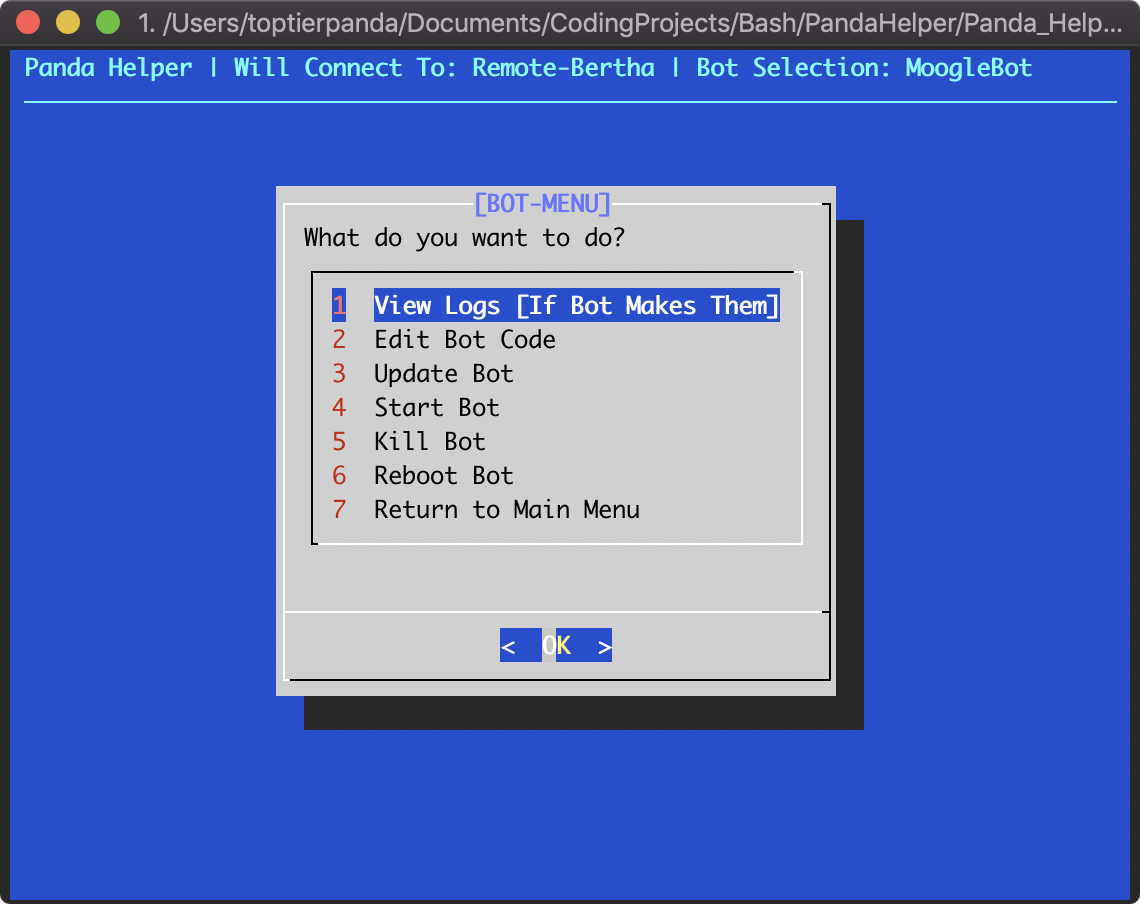 1. /Users/toptierpanda/Documents/CodingProjects/Bash/PandaHelper/Panda_Help...
Panda Helper | Will Connect To: Remote-Bertha | Bot Selection: MoogleBot
[BOT-MENU]
What do you want to do?
1 View Logs [If Bot Makes Them]
2 Edit Bot Code
3 Update Bot
4 Start Bot
5 Kill Bot
6 Reboot Bot
7 Return to Main Menu
< OK >